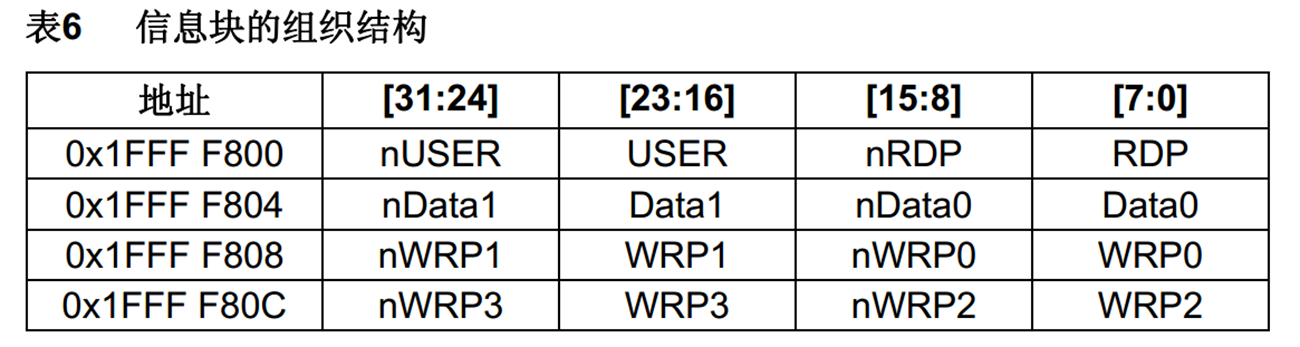 表6 信息块的组织结构
地址 [31:24] [23:16] [15:8] [7:0]
0x1FFF F800 nUSER USER nRDP RDP
0x1FFF F804 nData1 Data1 nData0 Data0
0x1FFF F808 nWRP1 WRP1 nWRP0 WRP0
0x1FFF F80C nWRP3 WRP3 nWRP2 WRP2